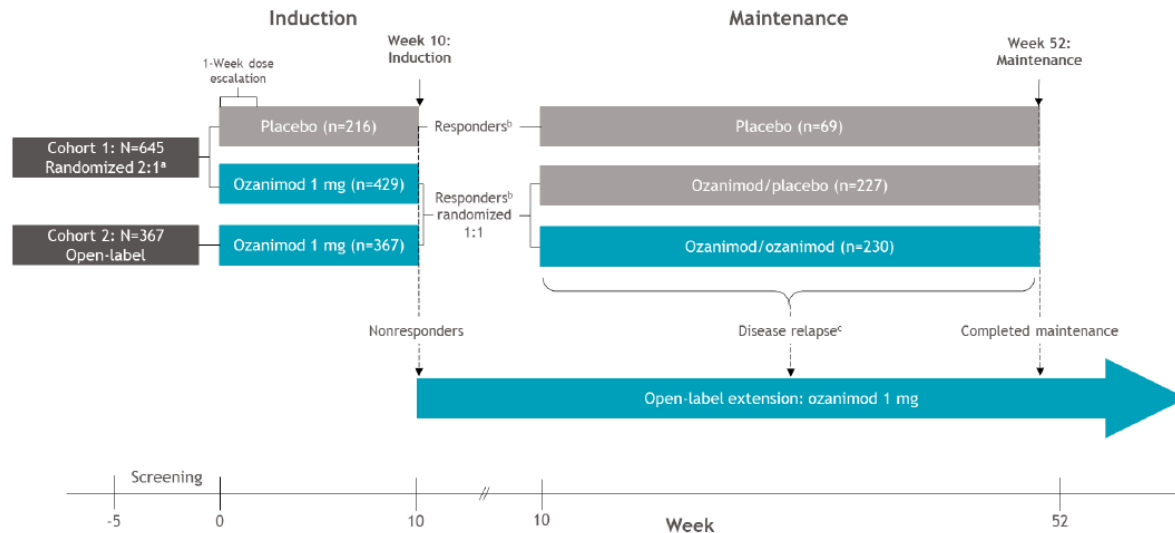 Induction
Maintenance
Week 10:
Induction
Week 52:
Maintenance
1-Week dose
escalation
Placebo (n=216)
Respondersᵇ
Placebo (n=69)
Cohort 1: N=645
Randomized 2:1ᵃ
Ozanimod 1 mg (n=429)
Respondersᵇ
randomized
1:1
Ozanimod/placebo (n=227)
Cohort 2: N=367
Open-label
Ozanimod 1 mg (n=367)
Ozanimod/ozanimod (n=230)
Nonresponders
Disease relapseᶜ
Completed maintenance
Open-label extension: ozanimod 1 mg
Screening
-5
0
10
//
10
52
Week